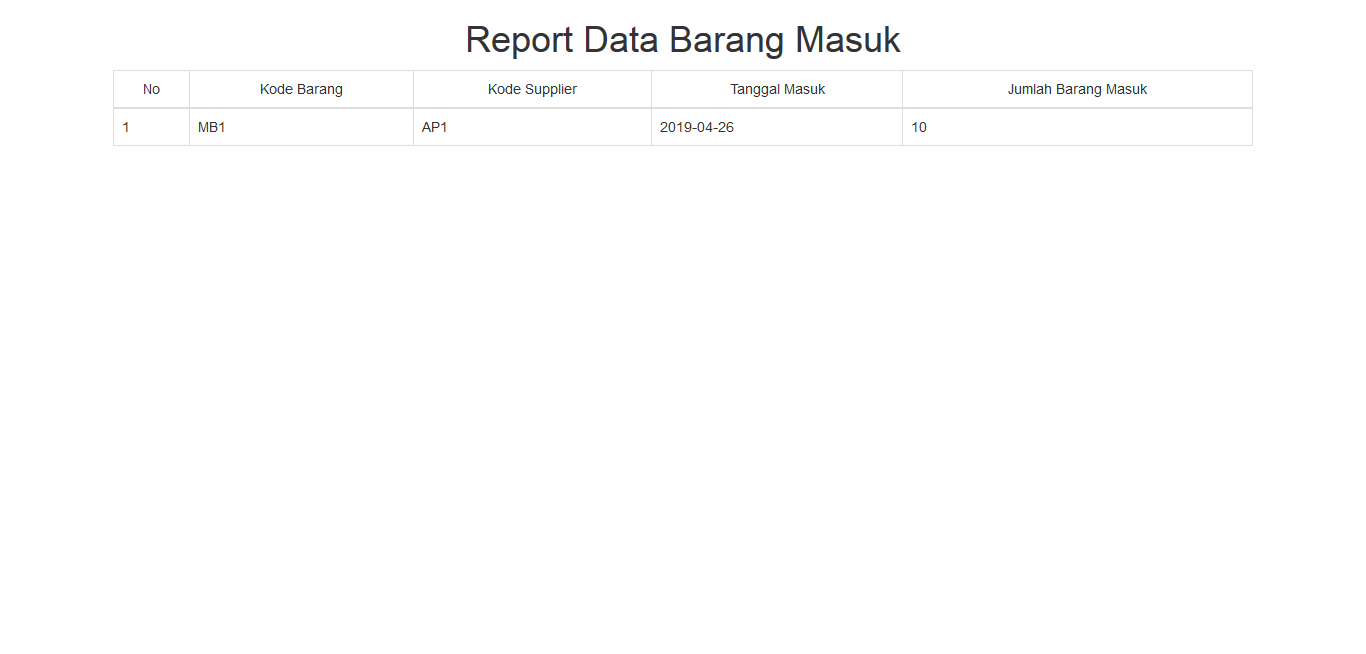 Report Data Barang Masuk
No Kode Barang Kode Supplier Tanggal Masuk Jumlah Barang Masuk
1 MB1 AP1 2019-04-26 10